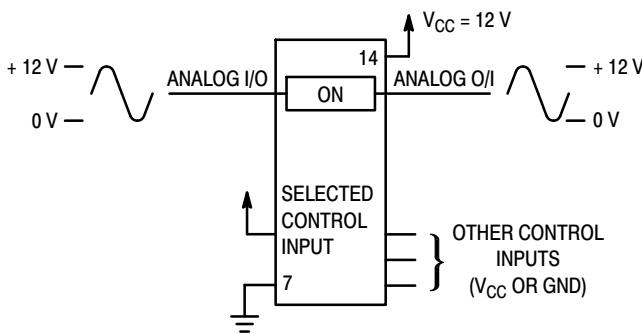 V_CC = 12 V
14
+ 12 V
ANALOG I/O
ON
ANALOG O/I
+ 12 V
0 V
0 V
SELECTED
CONTROL
INPUT
OTHER CONTROL
INPUTS
(V_CC OR GND)
7